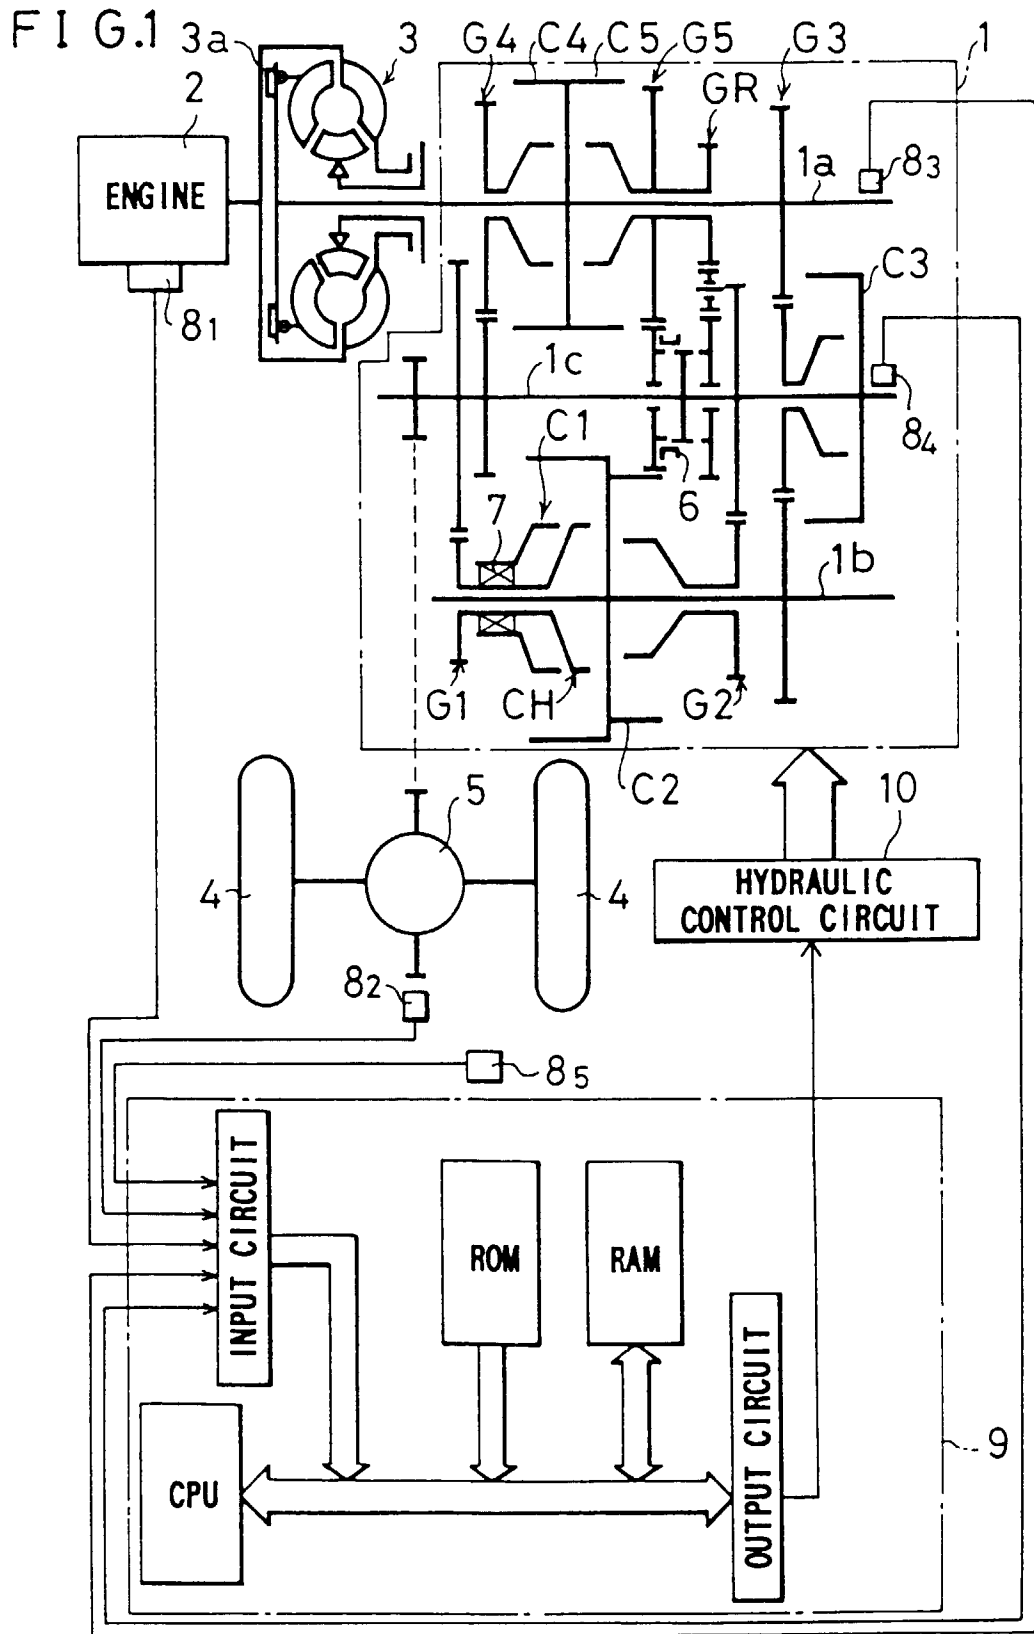 FIG.1
3a
3
G4
C4
C5
G5
G3
1
2
GR
ENGINE
1a
8₃
8₁
C3
1c
8₄
C1
7
6
1b
G1
CH
G2
C2
5
10
4
4
HYDRAULIC
CONTROL CIRCUIT
8₂
8₅
INPUT CIRCUIT
ROM
RAM
OUTPUT CIRCUIT
9
CPU